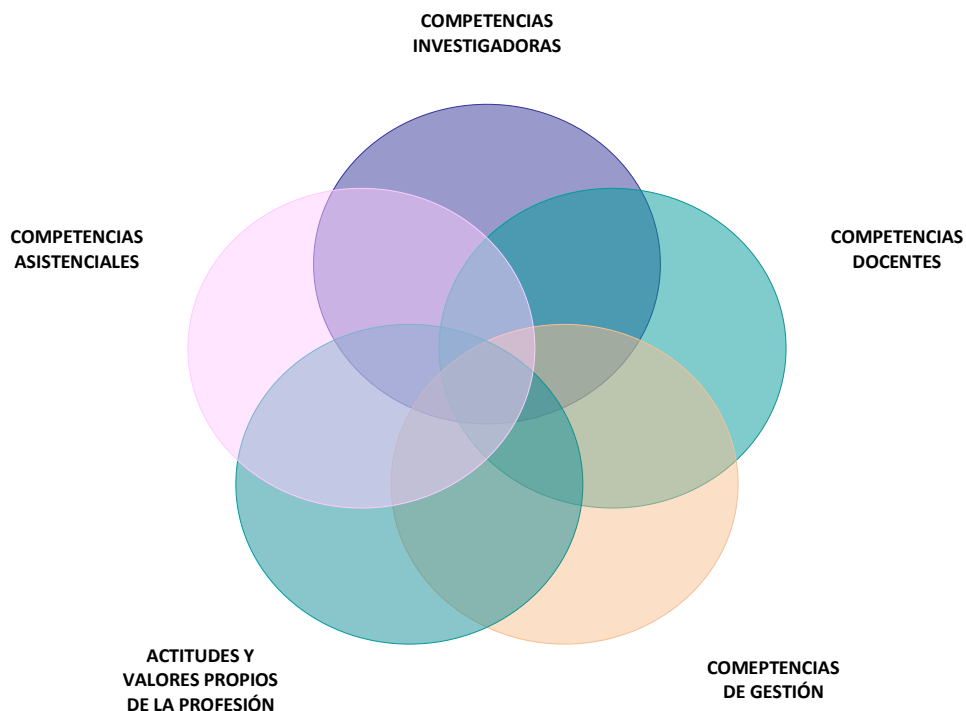 COMPETENCIAS
INVESTIGADORAS
COMPETENCIAS
ASISTENCIALES
COMPETENCIAS
DOCENTES
ACTITUDES Y
VALORES PROPIOS
DE LA PROFESIÓN
COMEPTENCIAS
DE GESTIÓN